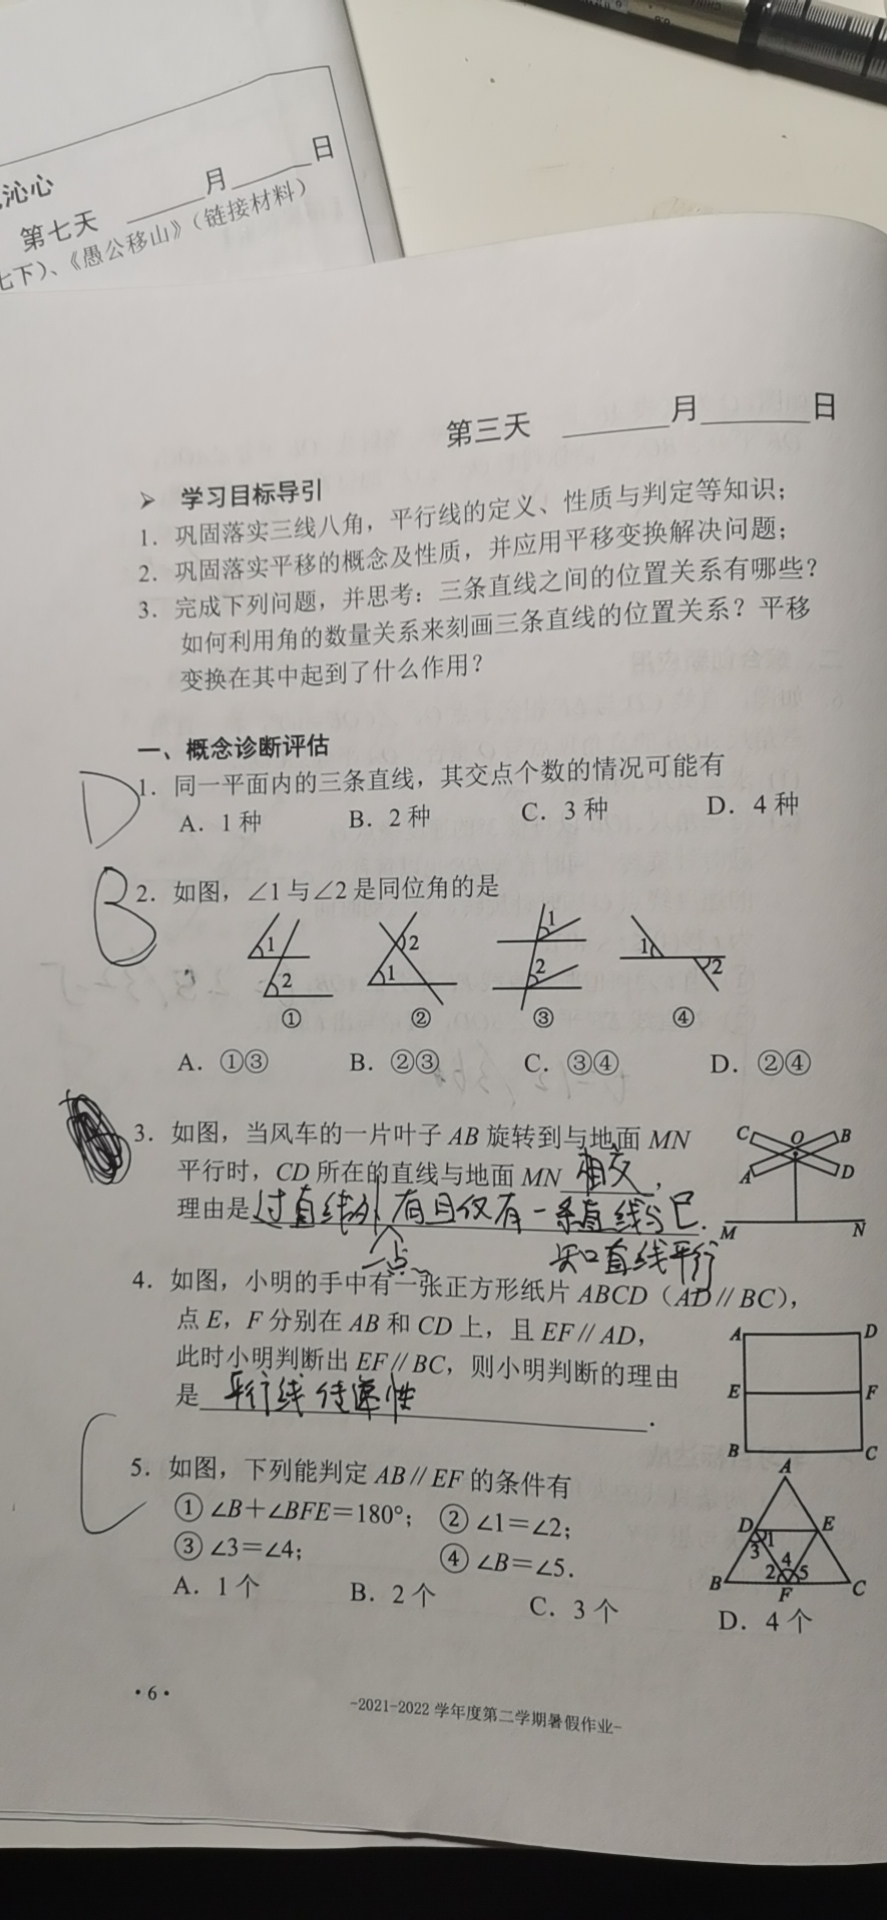 沁心
第七天 ____月____日
七下）、《愚公移山》（链接材料）
第三天 ____月____日
➢ 学习目标导引
1．巩固落实三线八角，平行线的定义、性质与判定等知识；
2．巩固落实平移的概念及性质，并应用平移变换解决问题；
3．完成下列问题，并思考：三条直线之间的位置关系有哪些？
如何利用角的数量关系来刻画三条直线的位置关系？平移
变换在其中起到了什么作用？
一、概念诊断评估
D
1．同一平面内的三条直线，其交点个数的情况可能有
A．1种 B．2种 C．3种 D．4种
B
2．如图，∠1与∠2是同位角的是
1 2 2 1 1 2 1 2
① ② ③ ④
A．①③ B．②③ C．③④ D．②④
3．如图，当风车的一片叶子 AB 旋转到与地面 MN
平行时，CD 所在的直线与地面 MN 相交，
理由是过直线外有且仅有一条直线与已
一点 知直线平行
C O B
A D
M N
4．如图，小明的手中有一张正方形纸片 ABCD（AD∥BC），
点 E，F 分别在 AB 和 CD 上，且 EF∥AD，
此时小明判断出 EF∥BC，则小明判断的理由
是 平行线传递性．
A D
E F
B C
C
5．如图，下列能判定 AB∥EF 的条件有
① ∠B＋∠BFE＝180°； ② ∠1＝∠2；
③ ∠3＝∠4； ④ ∠B＝∠5．
A．1个 B．2个 C．3个 D．4个
A
D 1 E
3 4
B 2 5 C
F
·6·
-2021-2022 学年度第二学期暑假作业-